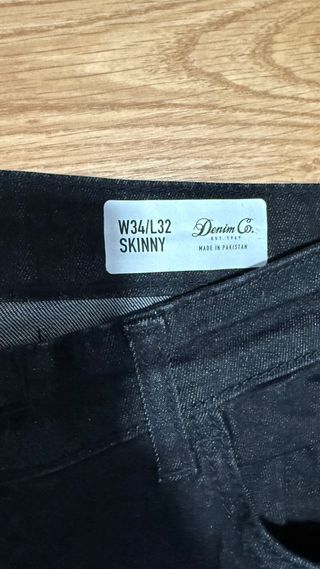 W34/L32
SKINNY
Denim Co.
EST. 1969
MADE IN PAKISTAN